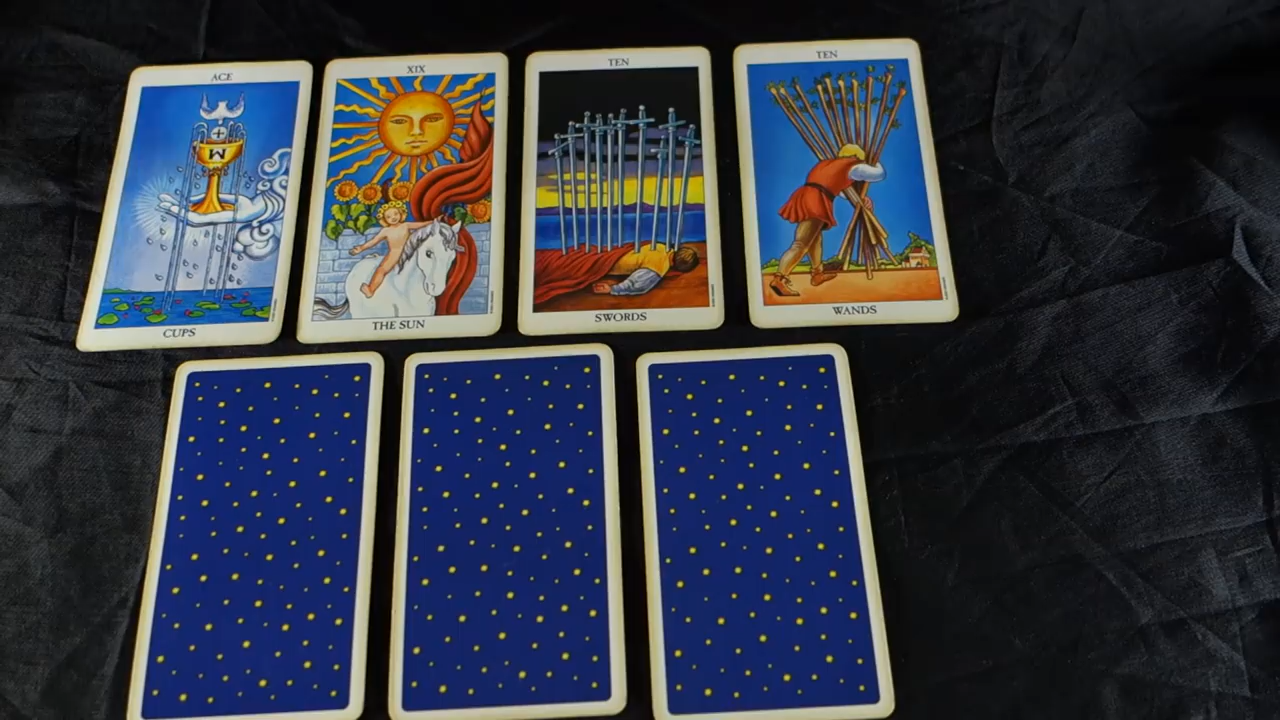 ACE
M
CUPS
XIX
THE SUN
TEN
SWORDS
TEN
WANDS